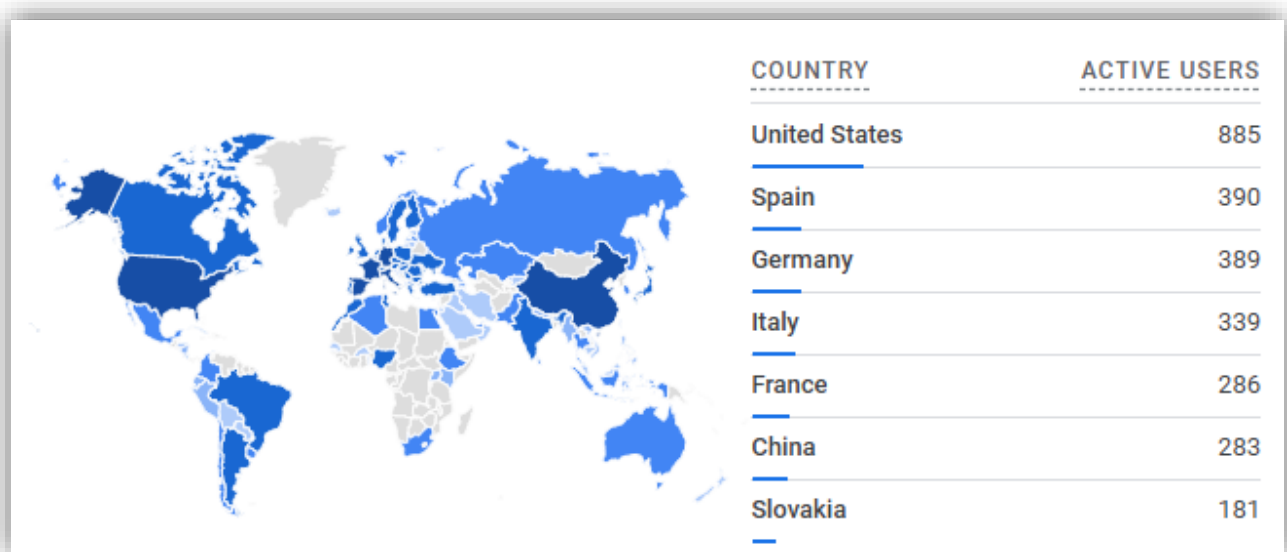 COUNTRY ACTIVE USERS
United States 885
Spain 390
Germany 389
Italy 339
France 286
China 283
Slovakia 181